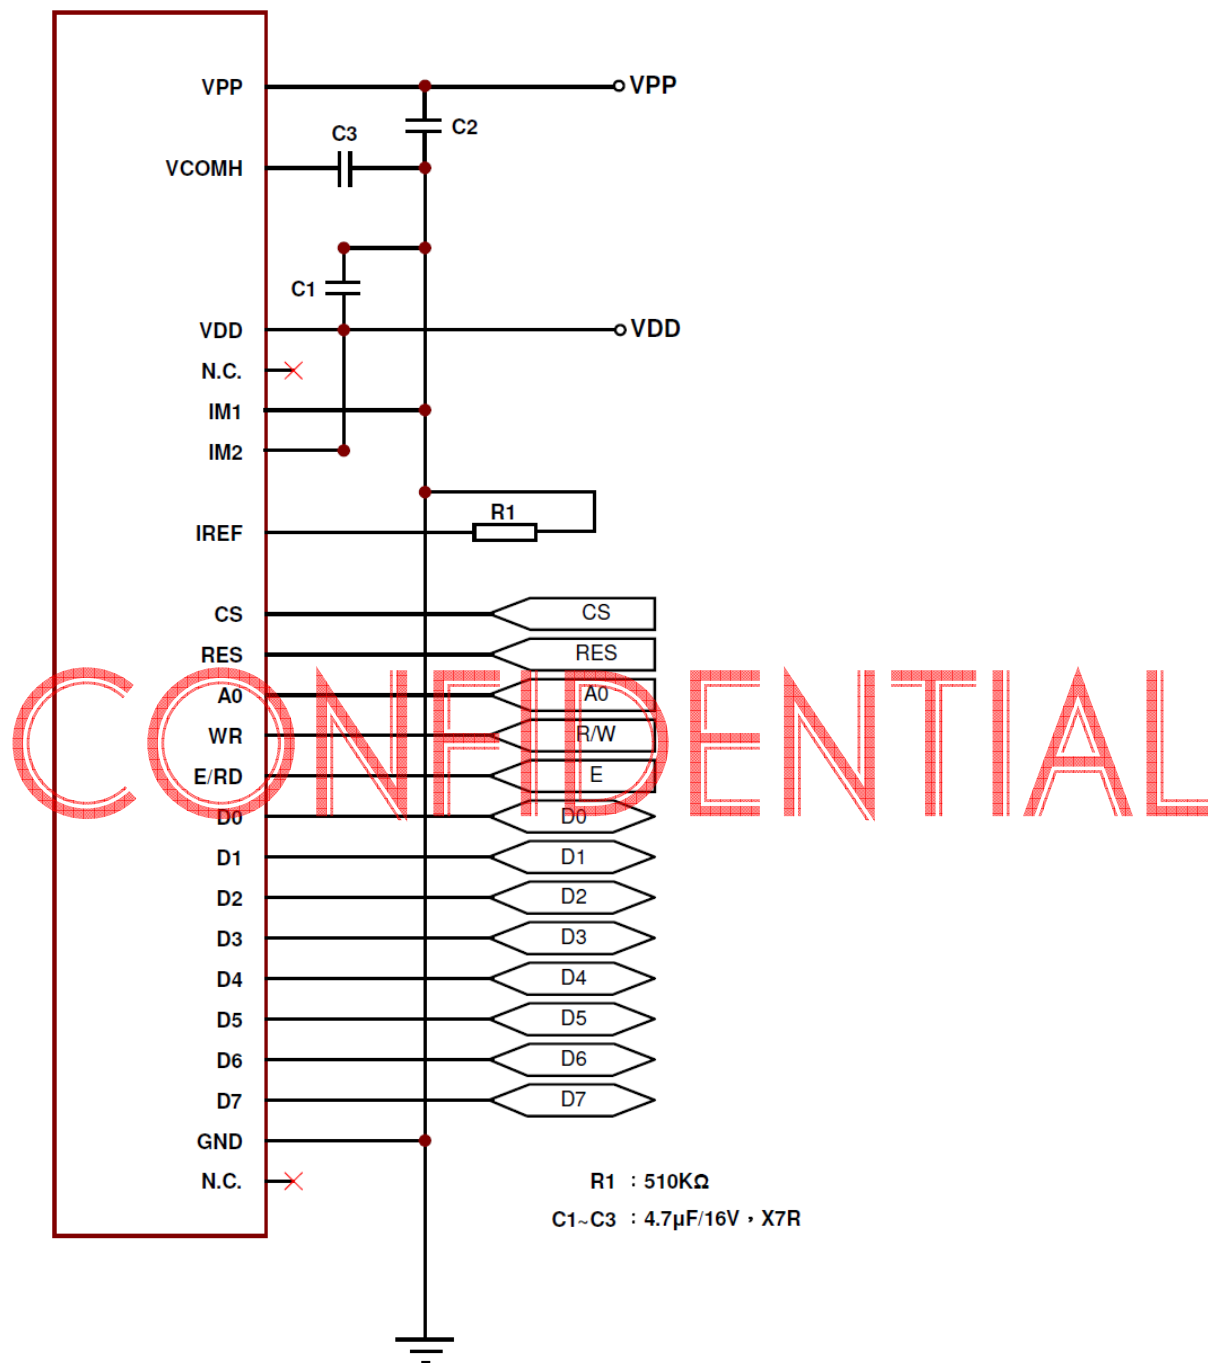 VPP
VPP
C2
C3
VCOMH
C1
VDD
VDD
N.C.
IM1
IM2
R1
IREF
CS
CS
RES
RES
A0
A0
WR
R/W
E/RD
E
CONFIDENTIAL
D0
D0
D1
D1
D2
D2
D3
D3
D4
D4
D5
D5
D6
D6
D7
D7
GND
N.C.
R1 : 510KΩ
C1~C3 : 4.7μF/16V，X7R